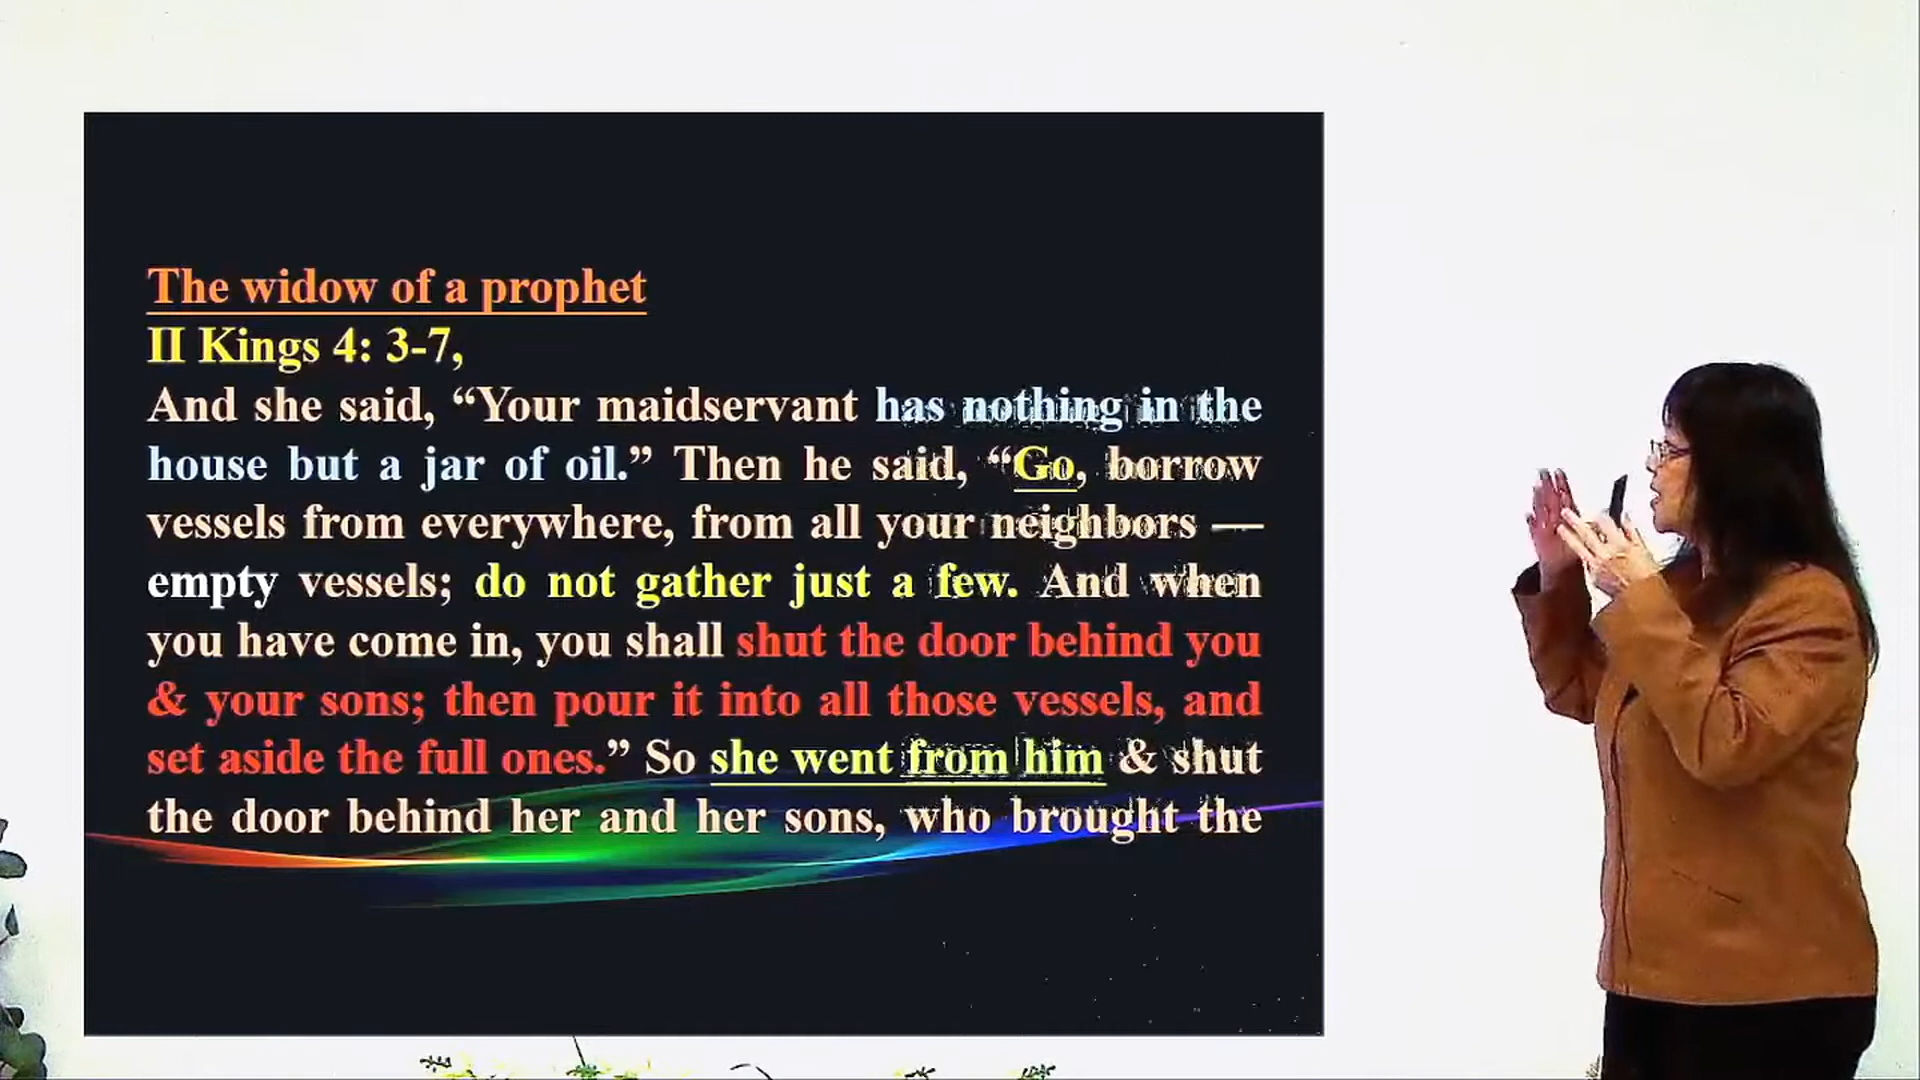 The widow of a prophet
II Kings 4: 3-7,
And she said, “Your maidservant has nothing in the
house but a jar of oil.” Then he said, “Go, borrow
vessels from everywhere, from all your neighbors —
empty vessels; do not gather just a few. And when
you have come in, you shall shut the door behind you
& your sons; then pour it into all those vessels, and
set aside the full ones.” So she went from him & shut
the door behind her and her sons, who brought the